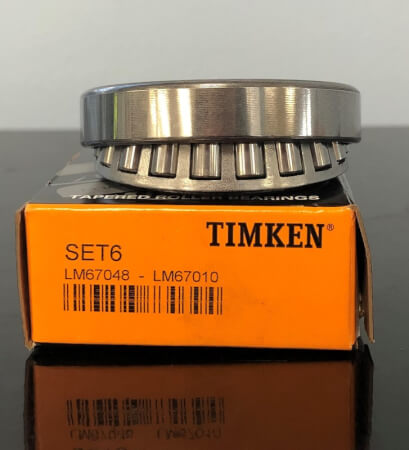 TAPERED ROLLER BEARINGS
TIMKEN®
SET6
LM67048 - LM67010